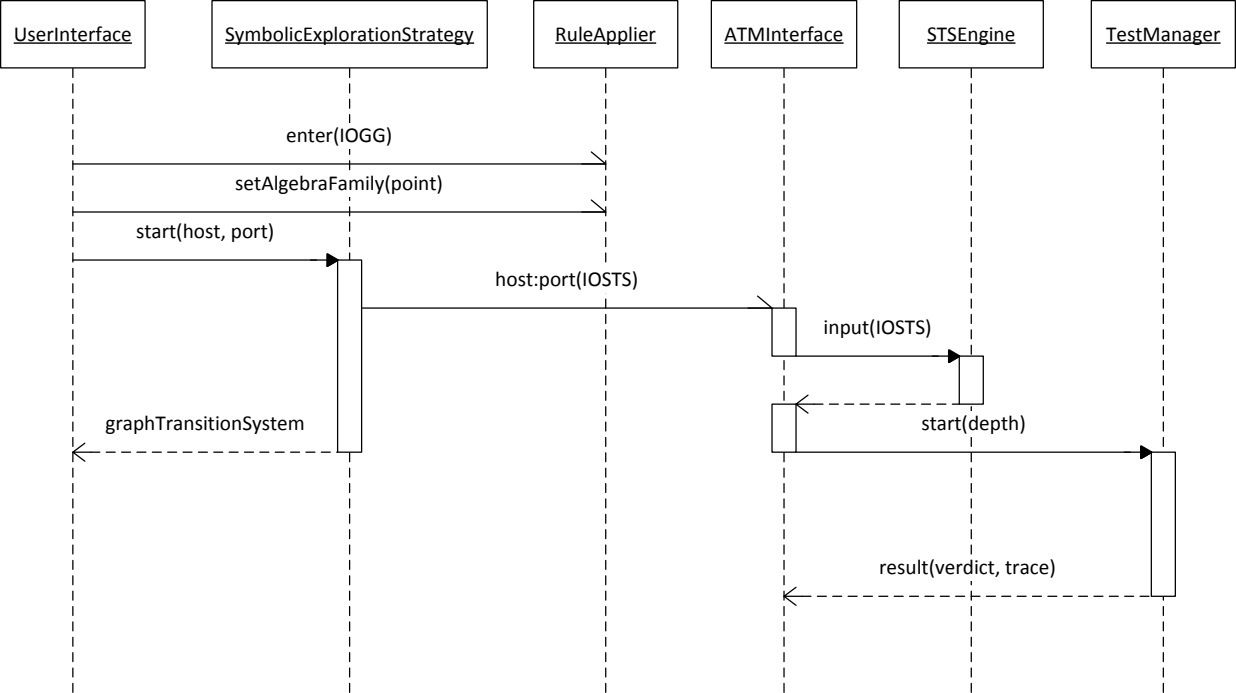 UserInterface
SymbolicExplorationStrategy
RuleApplier
ATMInterface
STSEngine
TestManager
enter(IOGG)
setAlgebraFamily(point)
start(host, port)
host:port(IOSTS)
input(IOSTS)
graphTransitionSystem
start(depth)
result(verdict, trace)